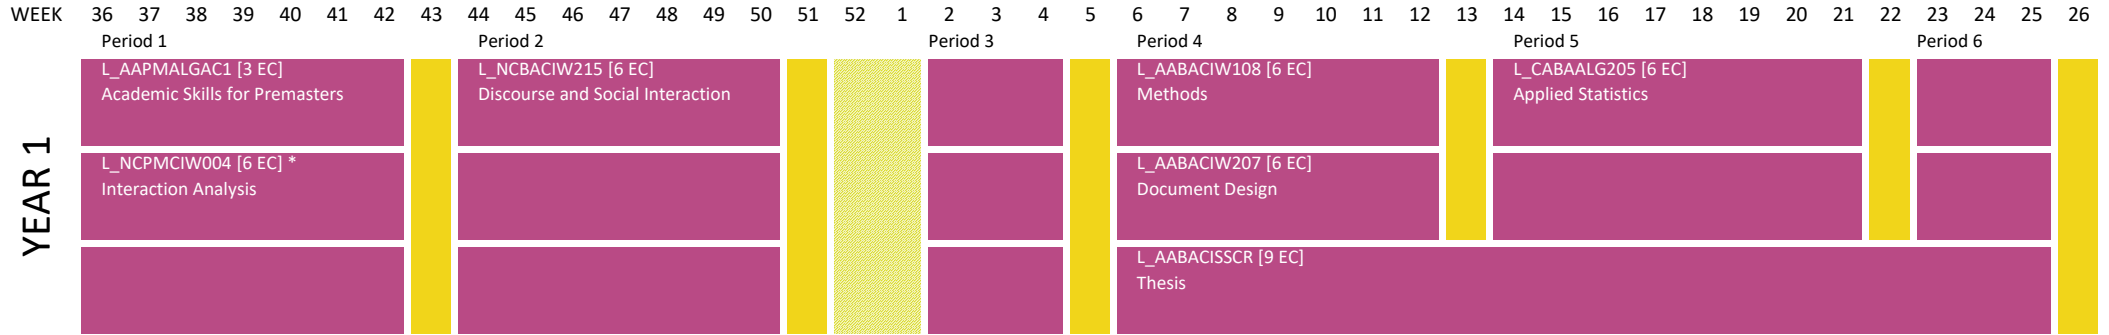 WEEK 36 37 38 39 40 41 42 43 44 45 46 47 48 49 50 51 52 1 2 3 4 5 6 7 8 9 10 11 12 13 14 15 16 17 18 19 20 21 22 23 24 25 26
Period 1 Period 2 Period 3 Period 4 Period 5 Period 6
YEAR 1
L_AAPMALGAC1 [3 EC] L_NCBACIW215 [6 EC] L_AABACIW108 [6 EC] L_CABAALG205 [6 EC]
Academic Skills for Premasters Discourse and Social Interaction Methods Applied Statistics
L_NCPMCIW004 [6 EC] * L_AABACIW207 [6 EC]
Interaction Analysis Document Design
L_AABACISSCR [9 EC]
Thesis